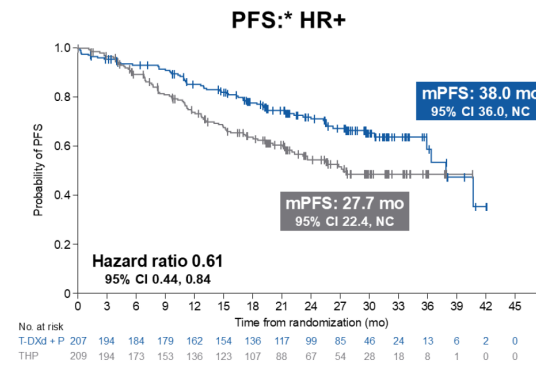 PFS:* HR+
1.0
0.8
0.6
0.4
0.2
0
Probability of PFS
mPFS: 38.0 mo
95% CI 36.0, NC
mPFS: 27.7 mo
95% CI 22.4, NC
Hazard ratio 0.61
95% CI 0.44, 0.84
0 3 6 9 12 15 18 21 24 27 30 33 36 39 42 45
Time from randomization (mo)
No. at risk
T-DXd + P 207 194 184 179 162 154 136 117 99 85 46 24 13 6 2 0
THP 209 194 173 153 136 123 107 88 67 54 28 18 8 1 0 0